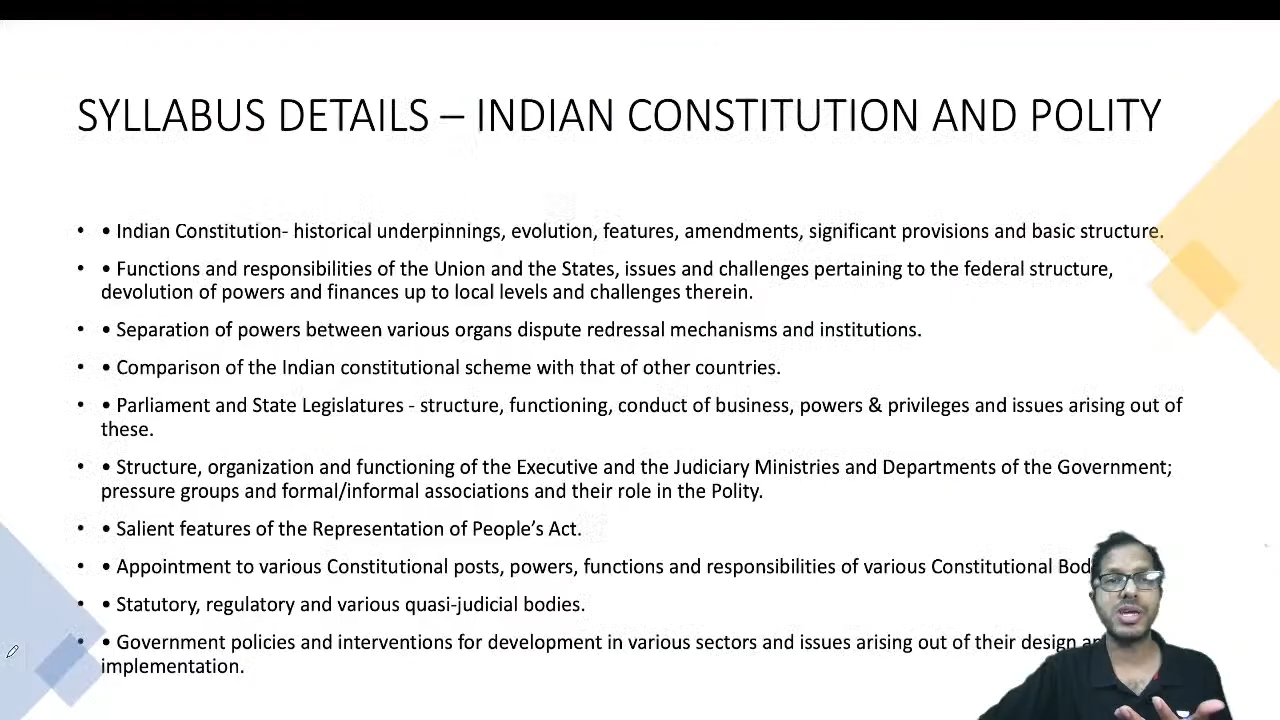 SYLLABUS DETAILS – INDIAN CONSTITUTION AND POLITY
• • Indian Constitution- historical underpinnings, evolution, features, amendments, significant provisions and basic structure.
• • Functions and responsibilities of the Union and the States, issues and challenges pertaining to the federal structure,
devolution of powers and finances up to local levels and challenges therein.
• • Separation of powers between various organs dispute redressal mechanisms and institutions.
• • Comparison of the Indian constitutional scheme with that of other countries.
• • Parliament and State Legislatures - structure, functioning, conduct of business, powers & privileges and issues arising out of
these.
• • Structure, organization and functioning of the Executive and the Judiciary Ministries and Departments of the Government;
pressure groups and formal/informal associations and their role in the Polity.
• • Salient features of the Representation of People’s Act.
• • Appointment to various Constitutional posts, powers, functions and responsibilities of various Constitutional
• • Statutory, regulatory and various quasi-judicial bodies.
• • Government policies and interventions for development in various sectors and issues arising out of their design
implementation.